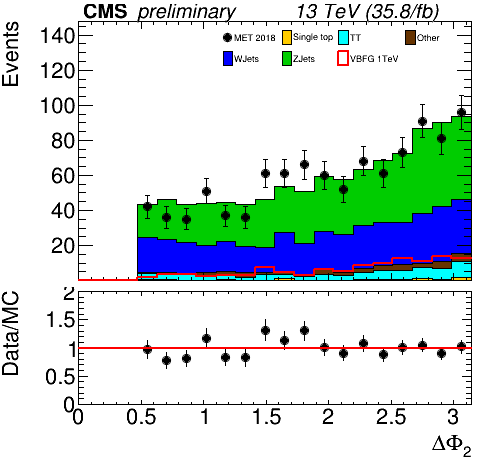 CMS preliminary 13 TeV (35.8/fb)
Events
MET 2018 Single top TT Other
WJets ZJets VBFG 1TeV
140
120
100
80
60
40
20
Data/MC
2
1.5
1
0.5
0
0 0.5 1 1.5 2 2.5 3
ΔΦ2